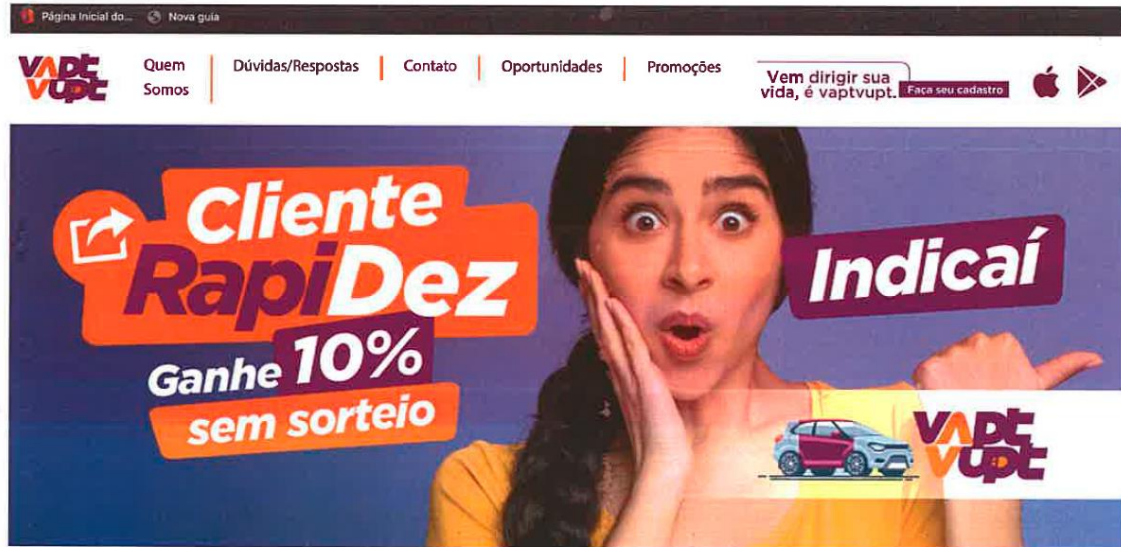 Página Inicial do...
Nova guia
VAPT
VUPT
Quem
Somos
Dúvidas/Respostas
Contato
Oportunidades
Promoções
Vem dirigir sua
vida, é vaptvupt.
Faça seu cadastro
Cliente
RapiDez
Ganhe 10%
sem sorteio
Indicaí
VAPT
VUPT